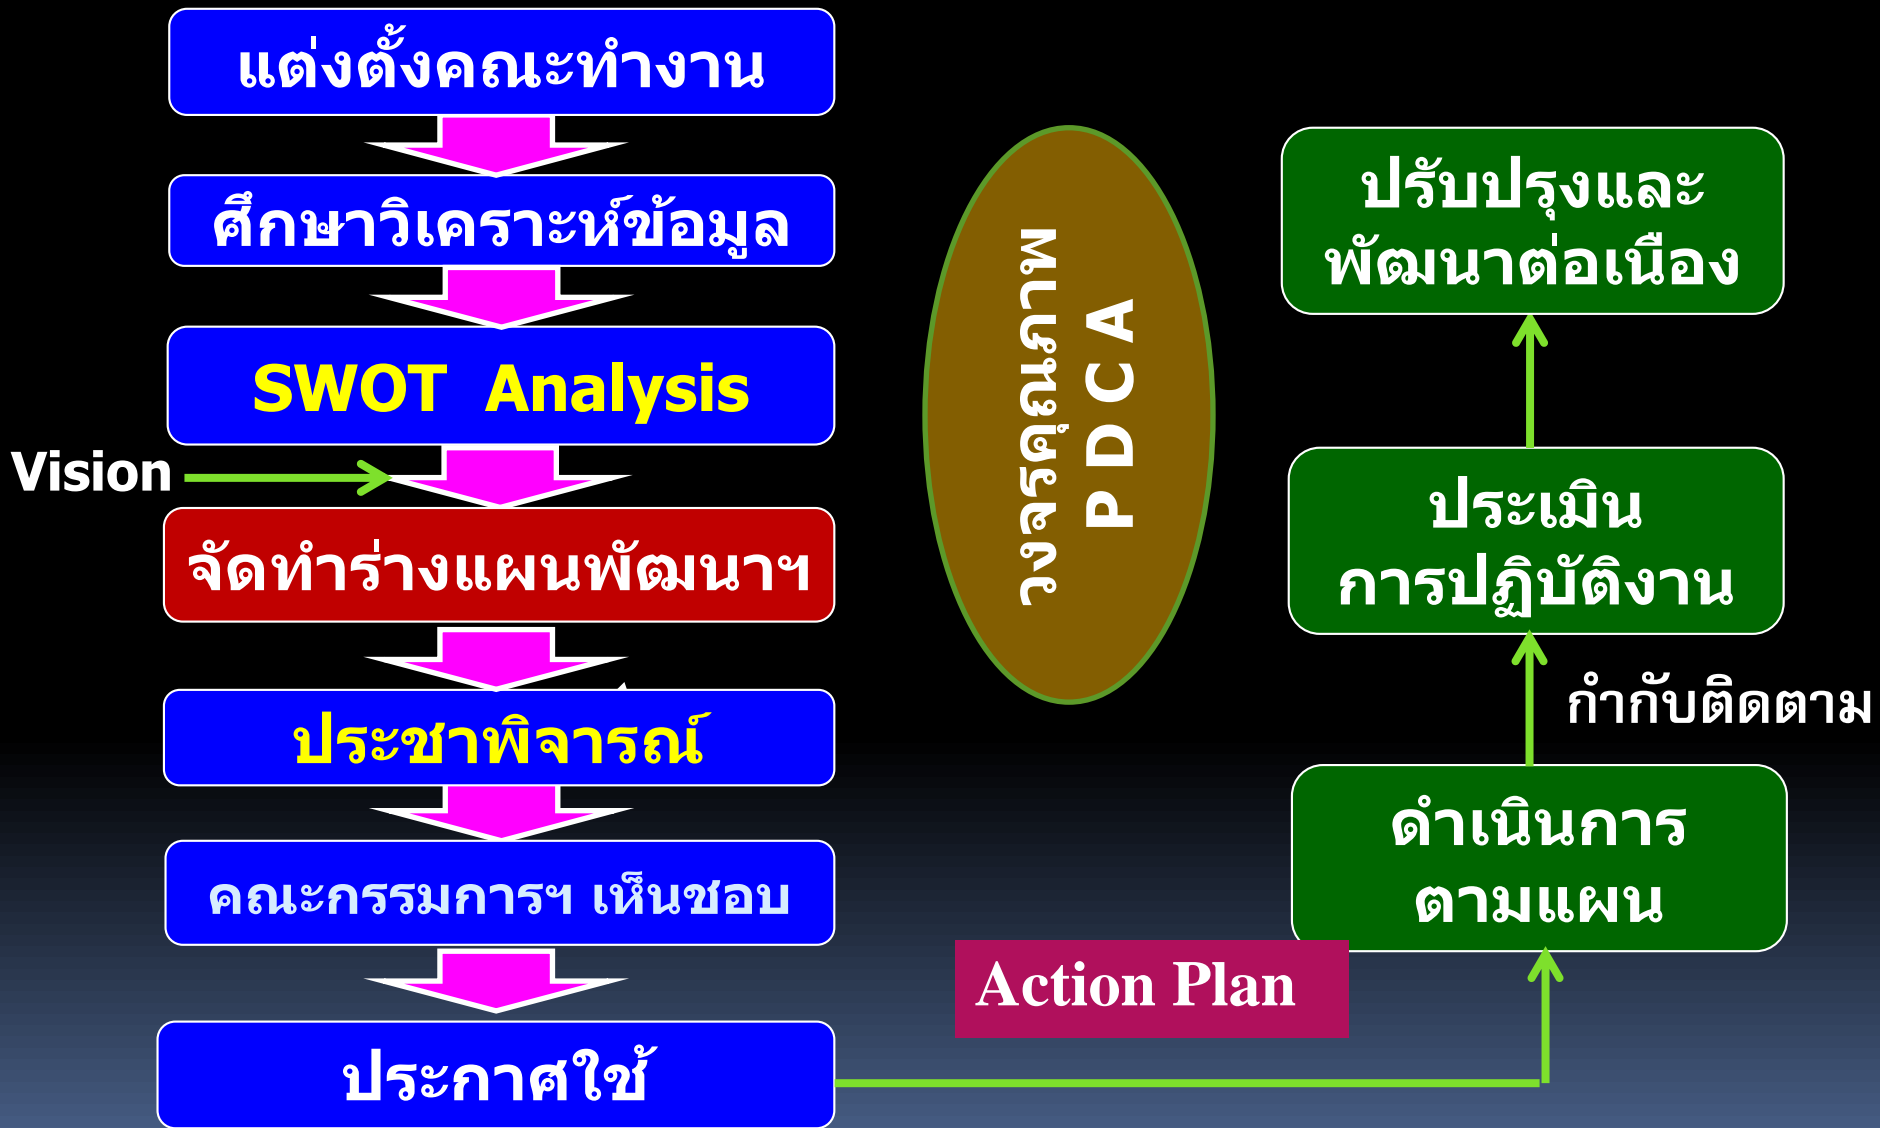 แต่งตั้งคณะทำงาน
ศึกษาวิเคราะห์ข้อมูล
SWOT Analysis
Vision
จัดทำร่างแผนพัฒนาฯ
ประชาพิจารณ์
คณะกรรมการฯ เห็นชอบ
ประกาศใช้
วงจรคุณภาพ
P D C A
Action Plan
ปรับปรุงและ
พัฒนาต่อเนือง
ประเมิน
การปฏิบัติงาน
กำกับติดตาม
ดำเนินการ
ตามแผน